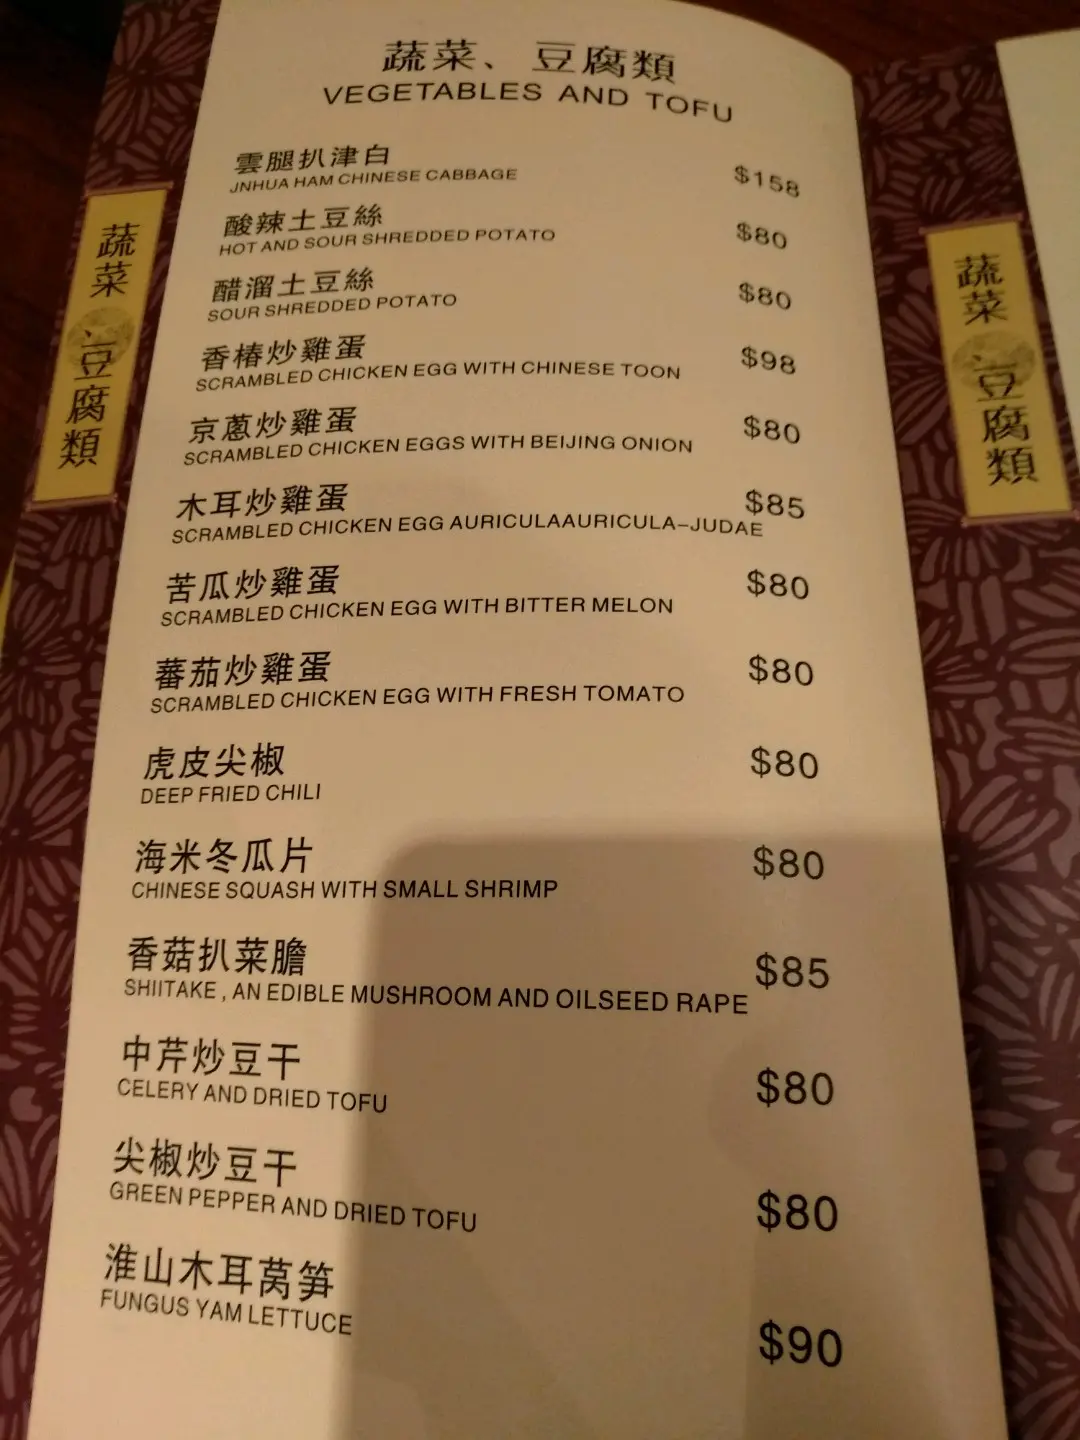 蔬菜、豆腐類
VEGETABLES AND TOFU
雲腿扒津白
JNHUA HAM CHINESE CABBAGE
$158
酸辣土豆絲
HOT AND SOUR SHREDDED POTATO
$80
醋溜土豆絲
SOUR SHREDDED POTATO
$80
香椿炒雞蛋
SCRAMBLED CHICKEN EGG WITH CHINESE TOON
$98
京蔥炒雞蛋
SCRAMBLED CHICKEN EGGS WITH BEIJING ONION
$80
木耳炒雞蛋
SCRAMBLED CHICKEN EGG AURICULAAURICULA-JUDAE
$85
苦瓜炒雞蛋
SCRAMBLED CHICKEN EGG WITH BITTER MELON
$80
蕃茄炒雞蛋
SCRAMBLED CHICKEN EGG WITH FRESH TOMATO
$80
虎皮尖椒
DEEP FRIED CHILI
$80
海米冬瓜片
CHINESE SQUASH WITH SMALL SHRIMP
$80
香菇扒菜膽
SHIITAKE , AN EDIBLE MUSHROOM AND OILSEED RAPE
$85
中芹炒豆干
CELERY AND DRIED TOFU
$80
尖椒炒豆干
GREEN PEPPER AND DRIED TOFU
$80
淮山木耳萵笋
FUNGUS YAM LETTUCE
$90
蔬菜、豆腐類
蔬菜、豆腐類